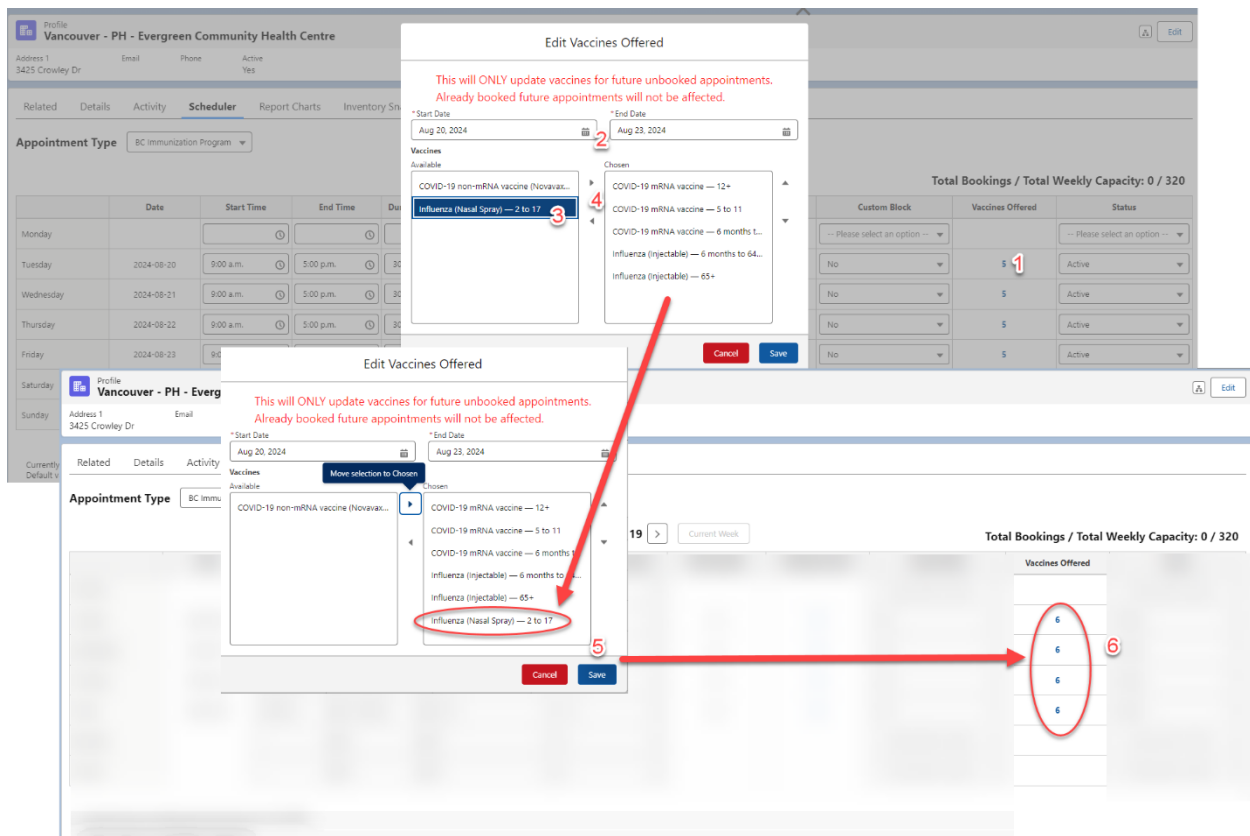 Profile
Vancouver - PH - Evergreen Community Health Centre
Edit
Address 1 Email Phone Active
3425 Crowley Dr Yes
Related Details Activity Scheduler Report Charts Inventory Sn
Appointment Type BC Immunization Program
Total Bookings / Total Weekly Capacity: 0 / 320
Date Start Time End Time Du Custom Block Vaccines Offered Status
Monday -- Please select an option -- -- Please select an option --
Tuesday 2024-08-20 9:00 a.m. 5:00 p.m. 30 No 5 1 Active
Wednesday 2024-08-21 9:00 a.m. 5:00 p.m. 30 No 5 Active
Thursday 2024-08-22 9:00 a.m. 5:00 p.m. 30 No 5 Active
Friday 2024-08-23 9:0 No 5 Active
Saturday
Sunday
Currently
Default v
Edit Vaccines Offered
This will ONLY update vaccines for future unbooked appointments.
Already booked future appointments will not be affected.
*Start Date *End Date
Aug 20, 2024 2 Aug 23, 2024
Vaccines
Available Chosen
COVID-19 non-mRNA vaccine (Novavax...
Influenza (Nasal Spray) — 2 to 17 3
4
COVID-19 mRNA vaccine — 12+
COVID-19 mRNA vaccine — 5 to 11
COVID-19 mRNA vaccine — 6 months t...
Influenza (Injectable) — 6 months to 64...
Influenza (Injectable) — 65+
Cancel Save
Profile
Vancouver - PH - Everg
Edit
Address 1 Email
3425 Crowley Dr
Related Details Activity
Appointment Type BC Immu
19 Current Week
Total Bookings / Total Weekly Capacity: 0 / 320
Edit Vaccines Offered
This will ONLY update vaccines for future unbooked appointments.
Already booked future appointments will not be affected.
*Start Date *End Date
Aug 20, 2024 Aug 23, 2024
Vaccines
Move selection to Chosen
Available Chosen
COVID-19 non-mRNA vaccine (Novavax...
COVID-19 mRNA vaccine — 12+
COVID-19 mRNA vaccine — 5 to 11
COVID-19 mRNA vaccine — 6 months t
Influenza (Injectable) — 6 months to
Influenza (Injectable) — 65+
Influenza (Nasal Spray) — 2 to 17
5
Cancel Save
Vaccines Offered
6
6
6
6
6